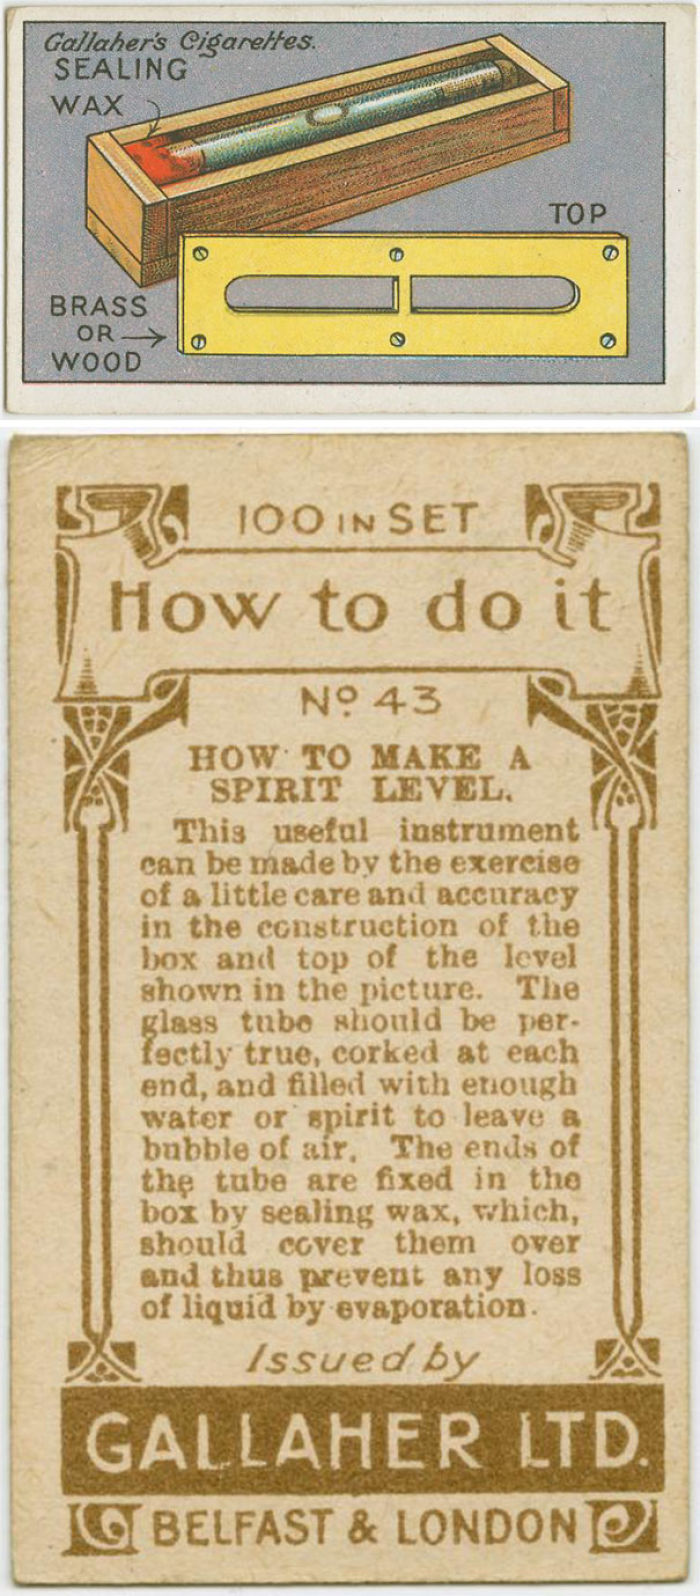 Gallaher's Cigarettes.
SEALING
WAX
TOP
BRASS
OR
WOOD
100 IN SET
How to do it
Nº 43
HOW TO MAKE A
SPIRIT LEVEL.
This useful instrument
can be made by the exercise
of a little care and accuracy
in the construction of the
box and top of the level
shown in the picture. The
glass tube should be per-
fectly true, corked at each
end, and filled with enough
water or spirit to leave a
bubble of air. The ends of
the tube are fixed in the
box by sealing wax, which,
should cover them over
and thus prevent any loss
of liquid by evaporation.
Issued by
GALLAHER LTD.
BELFAST & LONDON